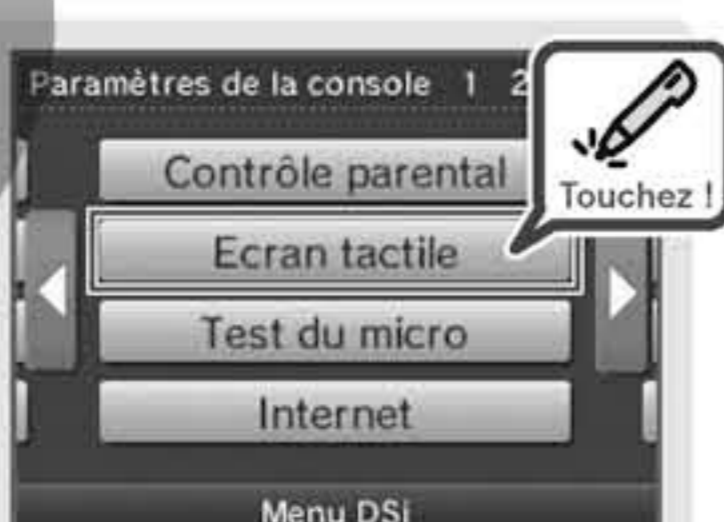 Paramètres de la console 1 2
Touchez !
Contrôle parental
Ecran tactile
Test du micro
Internet
Menu DSi